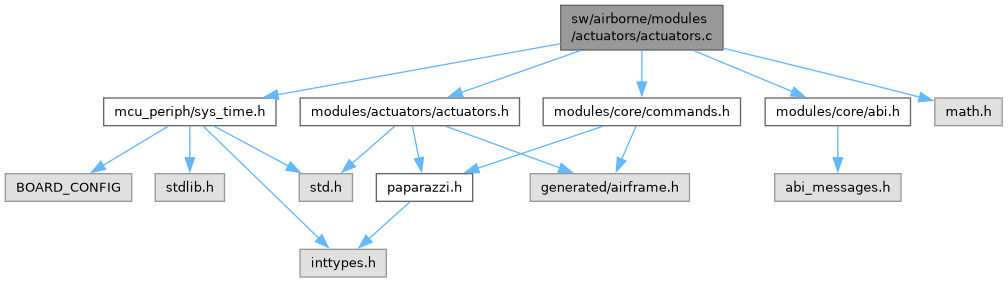 sw/airborne/modules
/actuators/actuators.c
mcu_periph/sys_time.h
modules/actuators/actuators.h
modules/core/commands.h
modules/core/abi.h
math.h
BOARD_CONFIG
stdlib.h
std.h
paparazzi.h
generated/airframe.h
abi_messages.h
inttypes.h